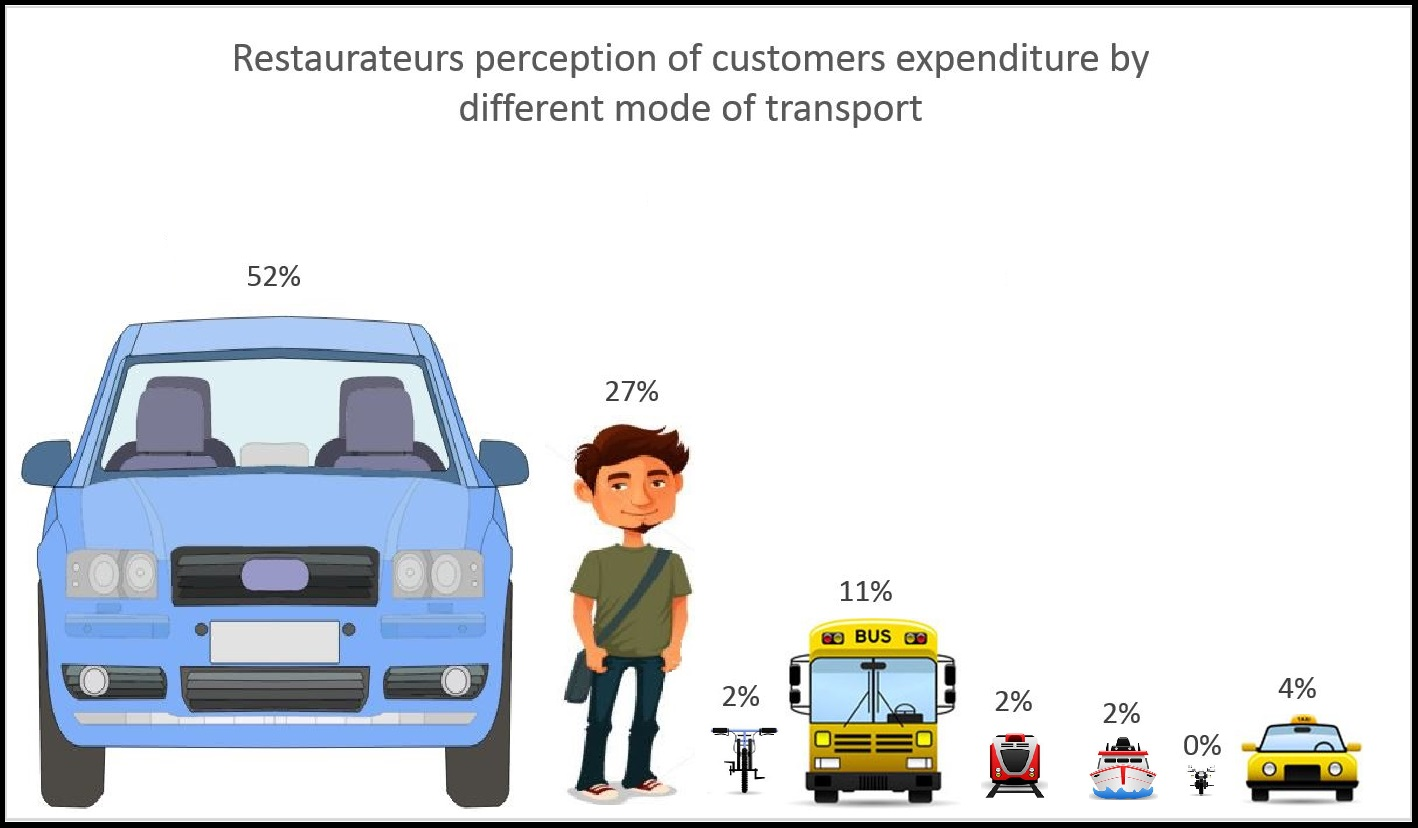 Restaurateurs perception of customers expenditure by
different mode of transport
52%
27%
2%
11%
BUS
2%
2%
0%
4%
TAXI